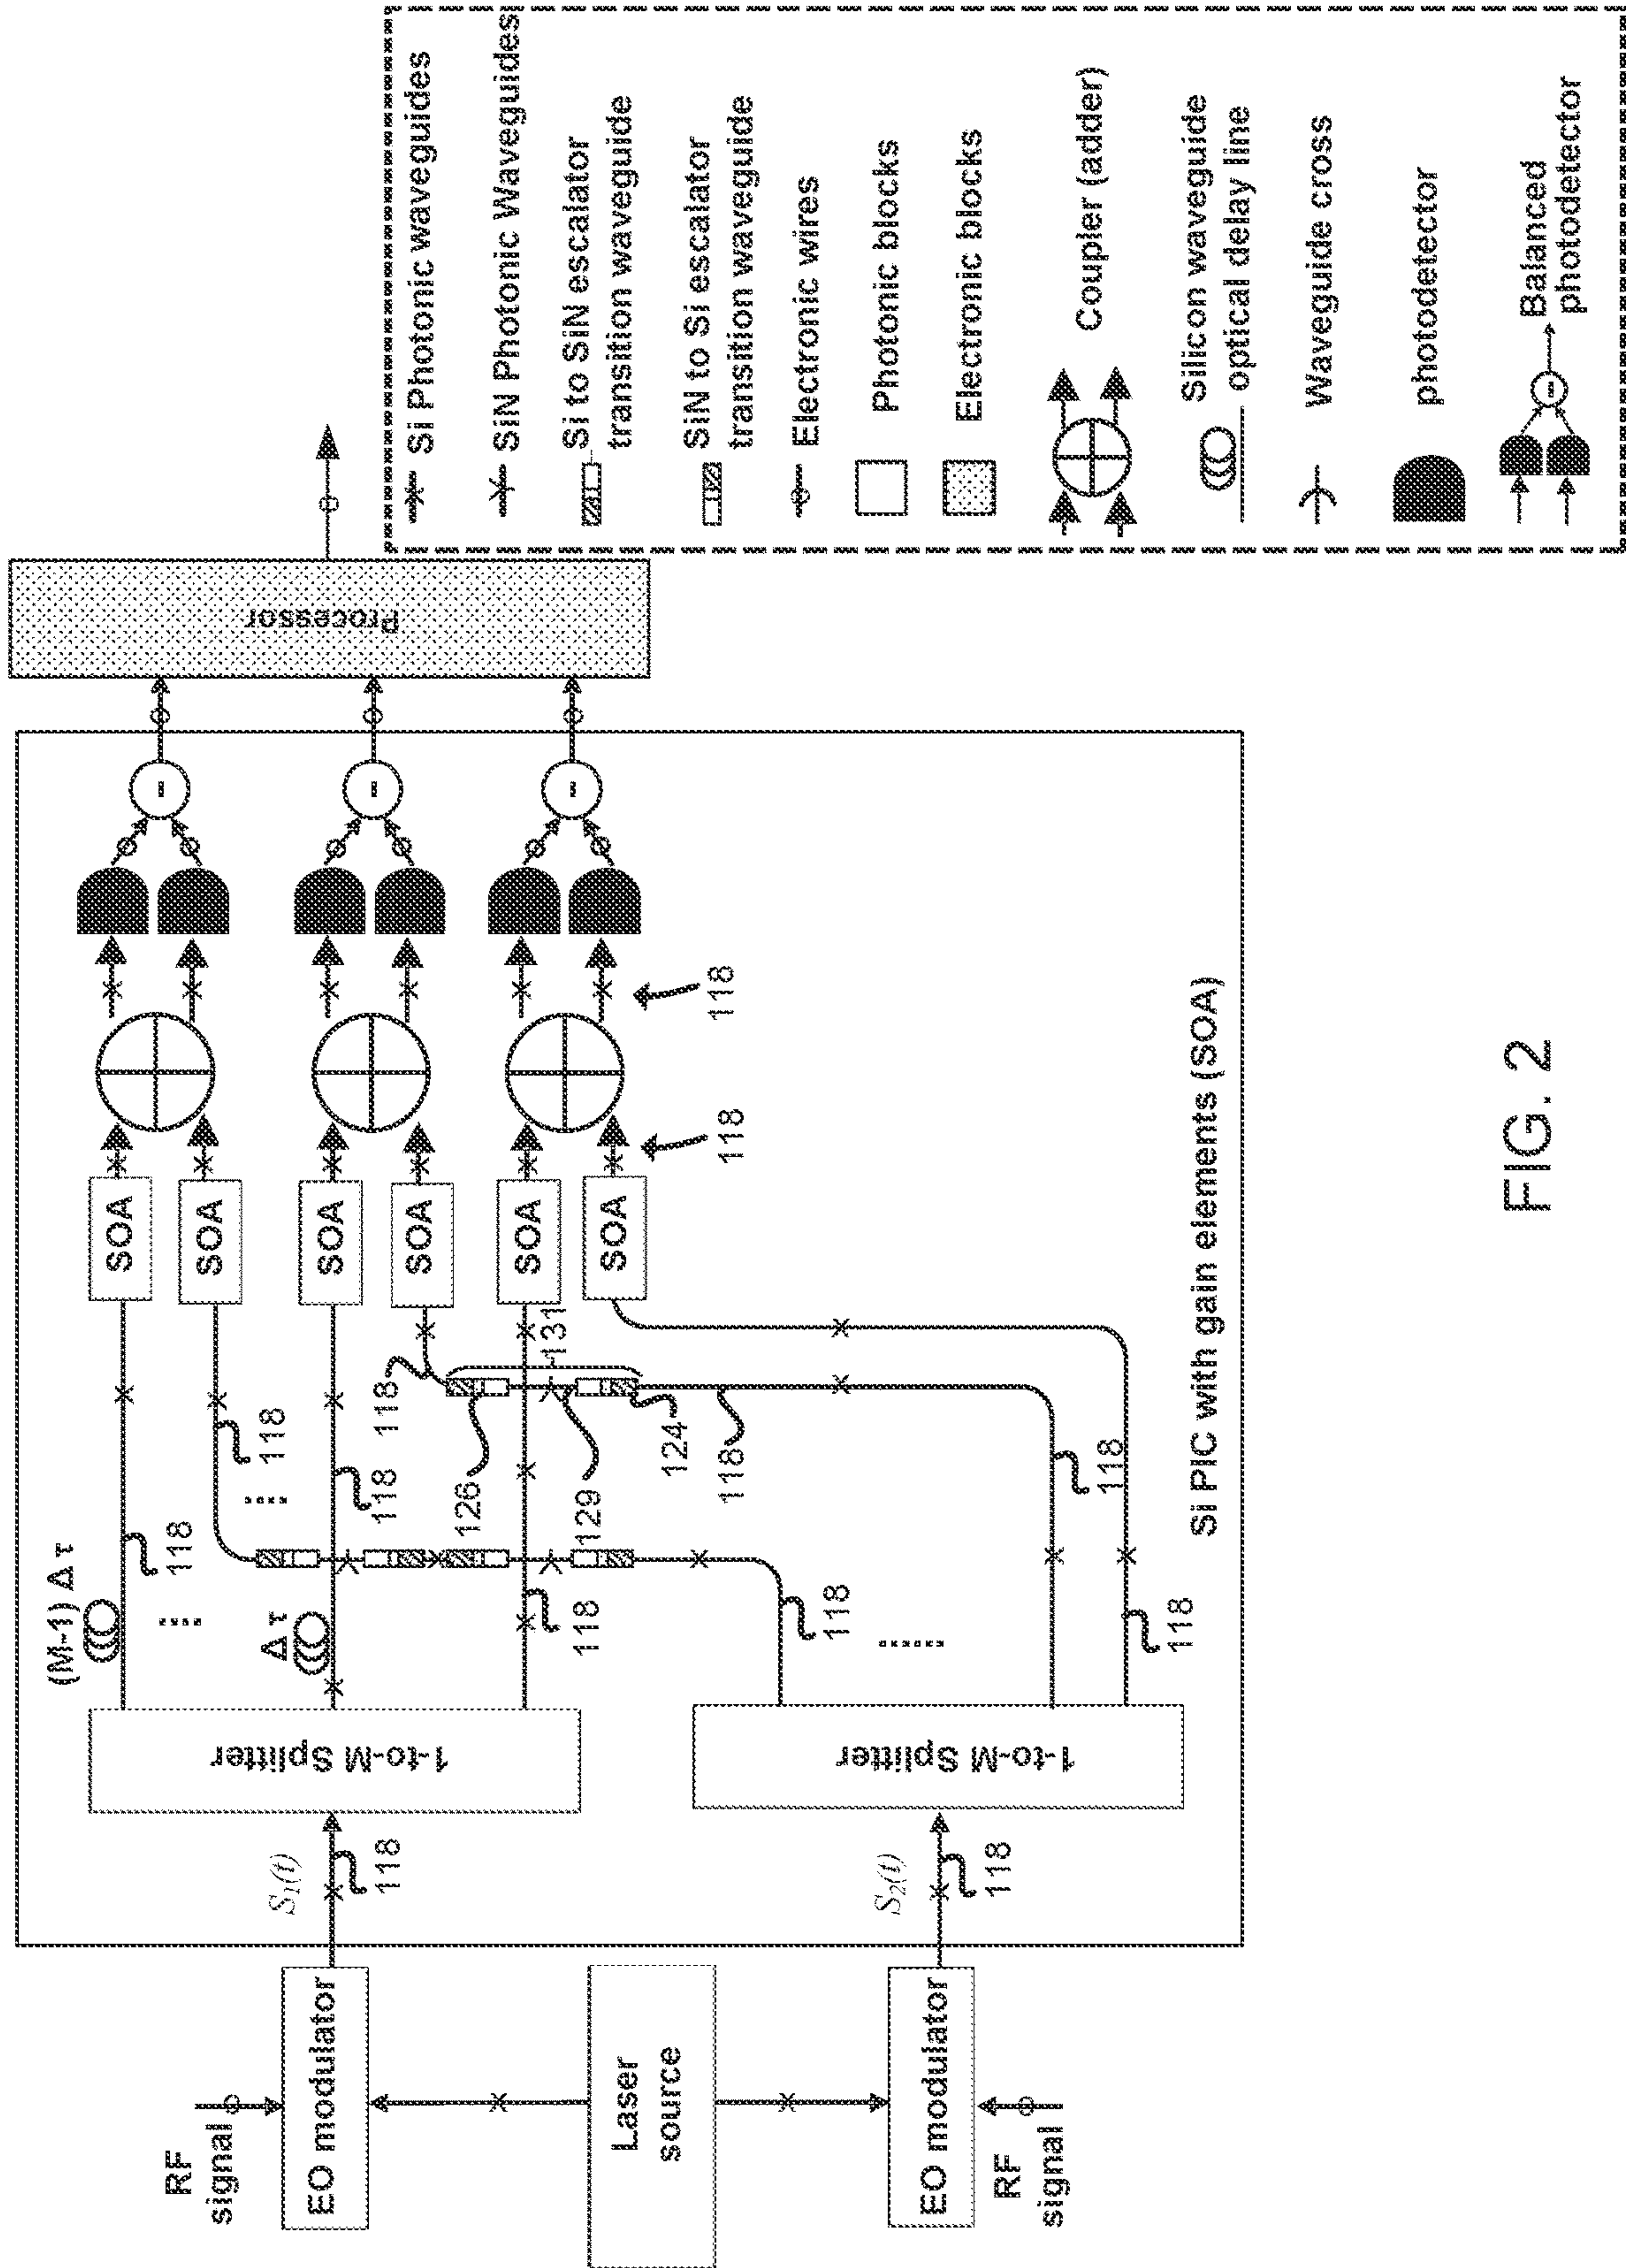 RF
signal
EO modulator
Laser
source
EO modulator
RF
signal
S₁(t)
118
S₂(t)
118
1-to-M Splitter
1-to-M Splitter
(M-1) Δ τ
118
....
Δ τ
118
118
......
118
118
....
118
118
126
129
131
124
118
118
118
SOA
SOA
SOA
SOA
SOA
SOA
118
118
-
-
-
Si PIC with gain elements (SOA)
Processor
Si Photonic waveguides
SiN Photonic Waveguides
Si to SiN escalator
transition waveguide
SiN to Si escalator
transition waveguide
Electronic wires
Photonic blocks
Electronic blocks
Coupler (adder)
Silicon waveguide
optical delay line
Waveguide cross
photodetector
-
Balanced
photodetector
FIG. 2